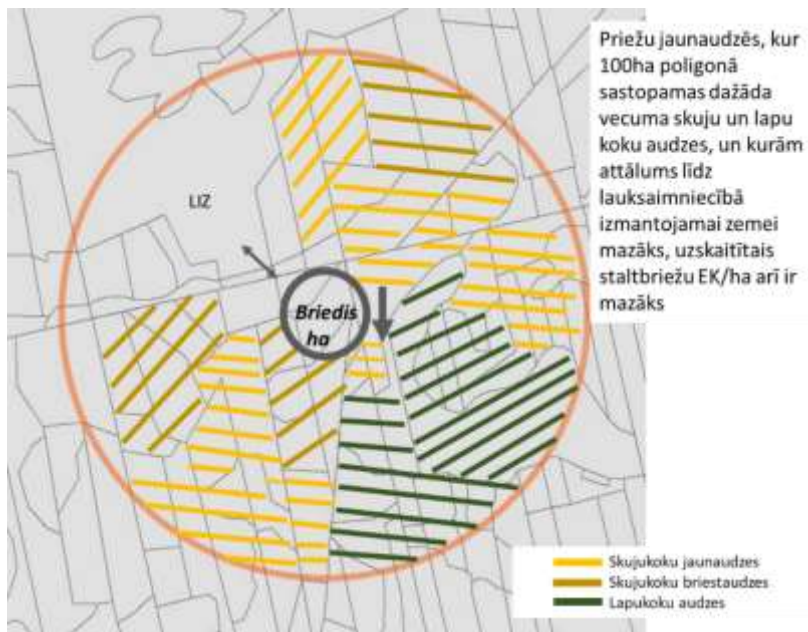 Priežu jaunaudzēs, kur
100ha poligonā
sastopamas dažāda
vecuma skuju un lapu
koku audzes, un kurām
attālums līdz
lauksaimniecībā
izmantojamai zemei
mazāks, uzskaitītais
staltbriežu EK/ha arī ir
mazāks
LIZ
Briedis
ha
Skujukoku jaunaudzes
Skujukoku briestaudzes
Lapukoku audzes